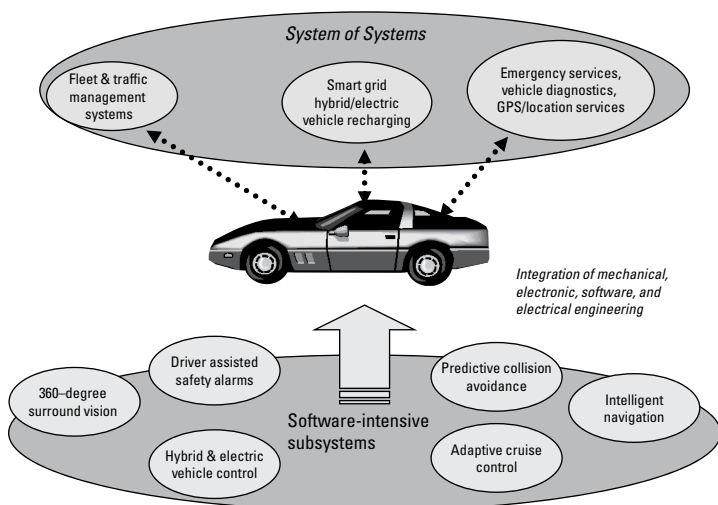 System of Systems
Fleet & traffic
management
systems
Smart grid
hybrid/electric
vehicle recharging
Emergency services,
vehicle diagnostics,
GPS/location services
Integration of mechanical,
electronic, software, and
electrical engineering
360–degree
surround vision
Driver assisted
safety alarms
Hybrid & electric
vehicle control
Software-intensive
subsystems
Predictive collision
avoidance
Adaptive cruise
control
Intelligent
navigation